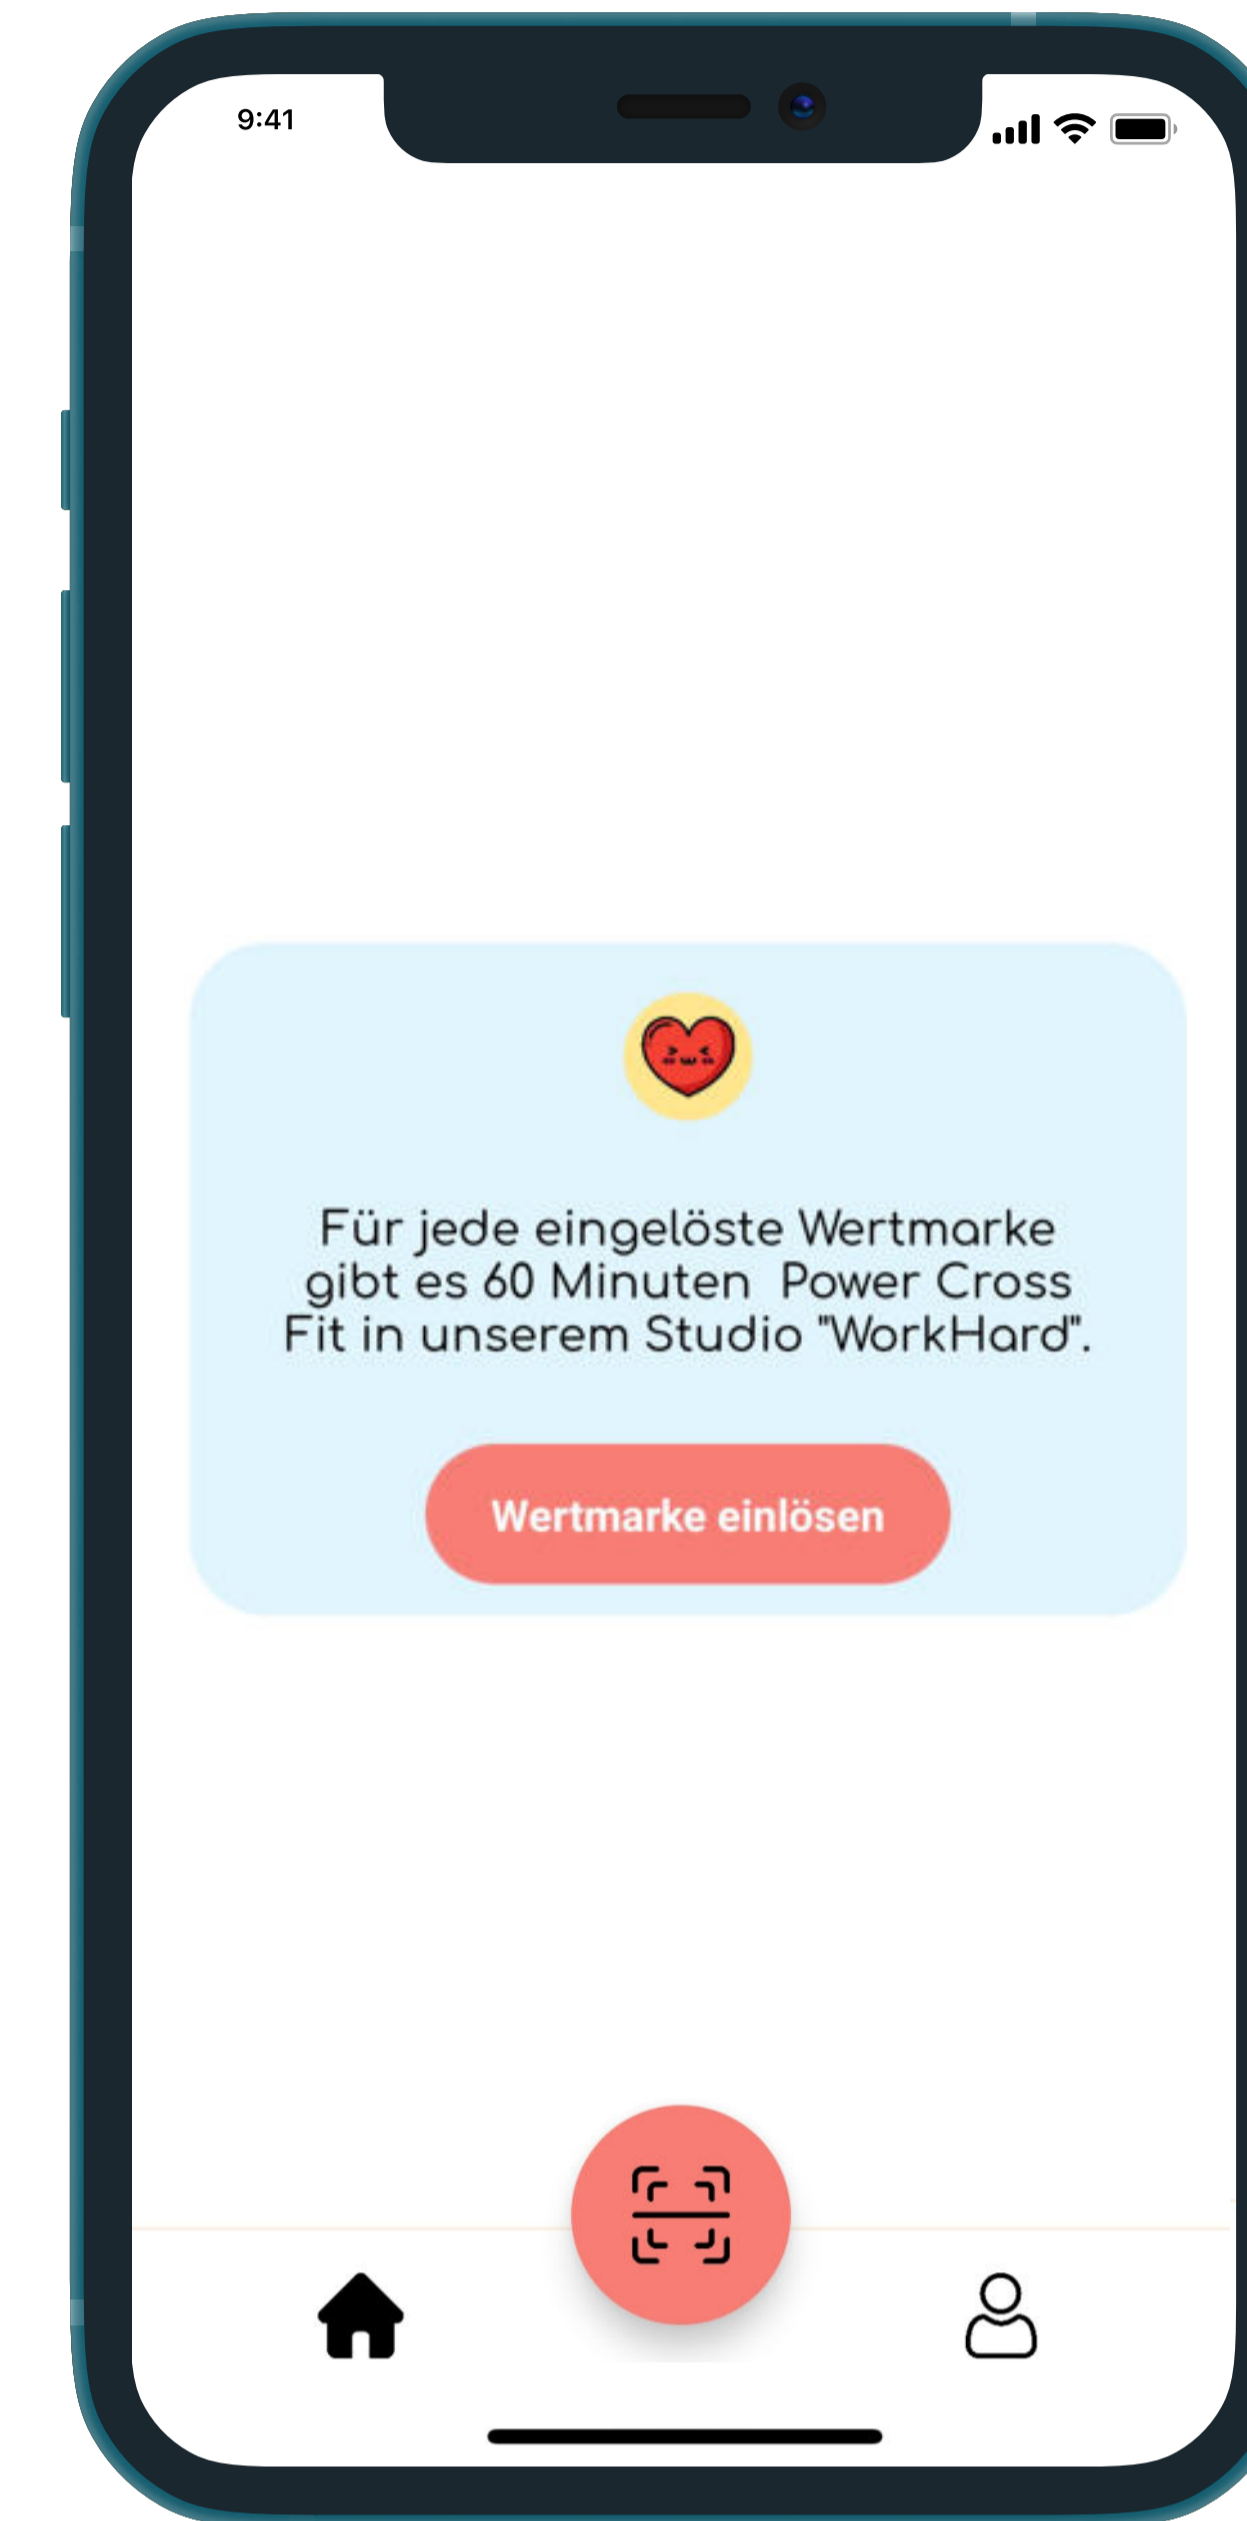 9:41
Für jede eingelöste Wertmarke
gibt es 60 Minuten  Power Cross
Fit in unserem Studio "WorkHard".
Wertmarke einlösen